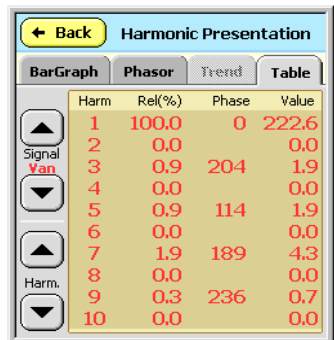 ← Back Harmonic Presentation
BarGraph Phasor Trend Table
Harm Rel(%) Phase Value
1 100.0 0 222.6
2 0.0 0.0
Signal
Van
3 0.9 204 1.9
4 0.0 0.0
5 0.9 114 1.9
6 0.0 0.0
7 1.9 189 4.3
Harm.
8 0.0 0.0
9 0.3 236 0.7
10 0.0 0.0